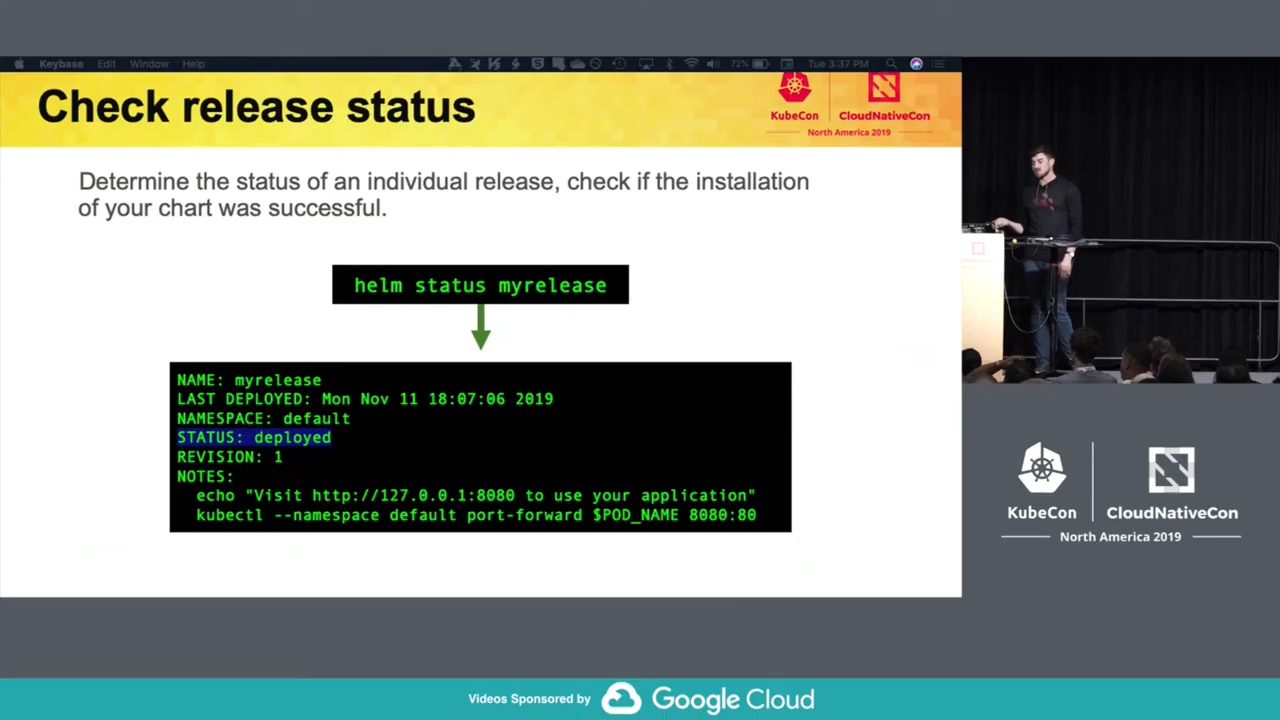 Keybase Edit Window Help 72% Tue 3:37 PM
Check release status
KubeCon CloudNativeCon
North America 2019
Determine the status of an individual release, check if the installation
of your chart was successful.
helm status myrelease
NAME: myrelease
LAST DEPLOYED: Mon Nov 11 18:07:06 2019
NAMESPACE: default
STATUS: deployed
REVISION: 1
NOTES:
echo "Visit http://127.0.0.1:8080 to use your application"
kubectl --namespace default port-forward $POD_NAME 8080:80
KubeCon CloudNativeCon
North America 2019
Videos Sponsored by Google Cloud